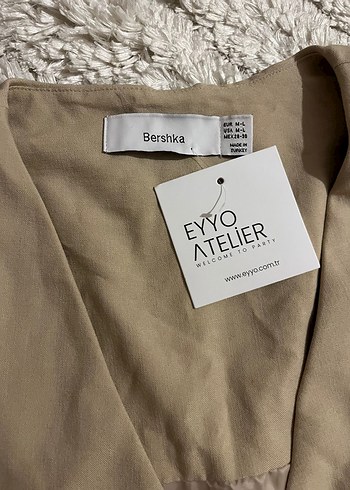 Bershka
EUR M-L
USA M-L
MEX 28-30
MADE IN
TURKEY
EYYO
ATELIER
WELCOME TO PARTY
www.eyyo.com.tr